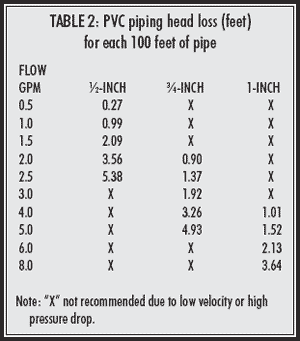 TABLE 2: PVC piping head loss (feet)
for each 100 feet of pipe
FLOW
GPM ½-INCH ¾-INCH 1-INCH
0.5 0.27 X X
1.0 0.99 X X
1.5 2.09 X X
2.0 3.56 0.90 X
2.5 5.38 1.37 X
3.0 X 1.92 X
4.0 X 3.26 1.01
5.0 X 4.93 1.52
6.0 X X 2.13
8.0 X X 3.64
Note: “X” not recommended due to low velocity or high
pressure drop.